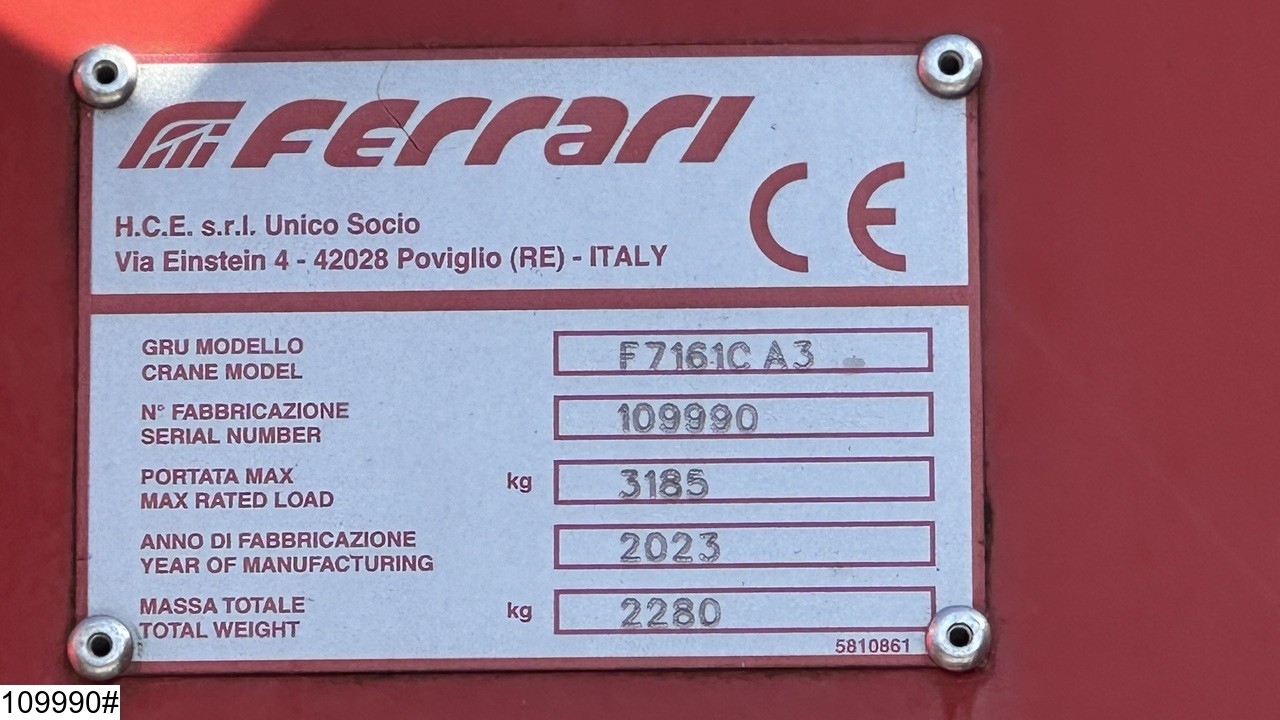 Ferrari
CE
H.C.E. s.r.l. Unico Socio
Via Einstein 4 - 42028 Poviglio (RE) - ITALY
GRU MODELLO
CRANE MODEL
F7161C A3
N° FABBRICAZIONE
SERIAL NUMBER
109990
PORTATA MAX
MAX RATED LOAD
kg
3185
ANNO DI FABBRICAZIONE
YEAR OF MANUFACTURING
2023
MASSA TOTALE
TOTAL WEIGHT
kg
2280
5810861
109990#